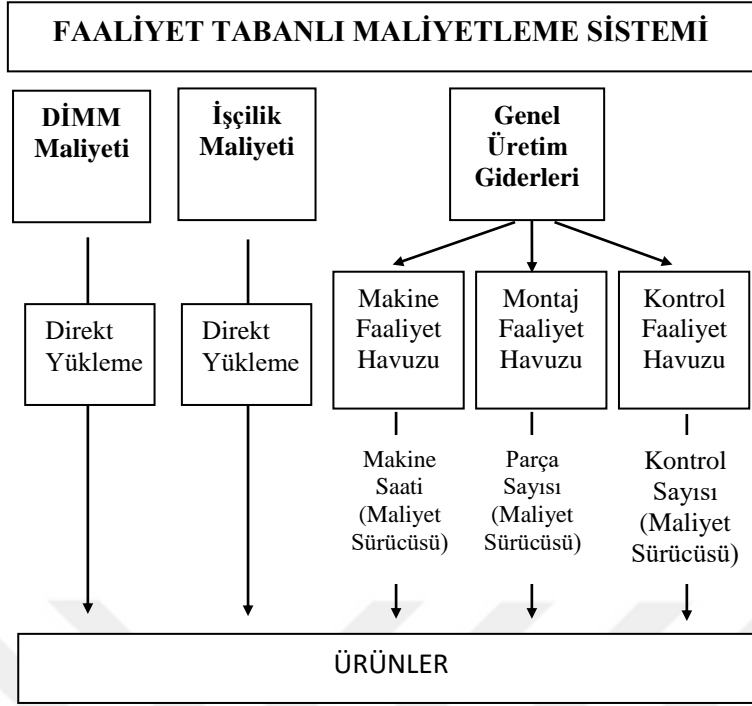 FAALİYET TABANLI MALİYETLEME SİSTEMİ
DİMM
Maliyeti
İşçilik
Maliyeti
Genel
Üretim
Giderleri
Direkt
Yükleme
Direkt
Yükleme
Makine
Faaliyet
Havuzu
Montaj
Faaliyet
Havuzu
Kontrol
Faaliyet
Havuzu
Makine
Saati
(Maliyet
Sürücüsü)
Parça
Sayısı
(Maliyet
Sürücüsü)
Kontrol
Sayısı
(Maliyet
Sürücüsü)
ÜRÜNLER